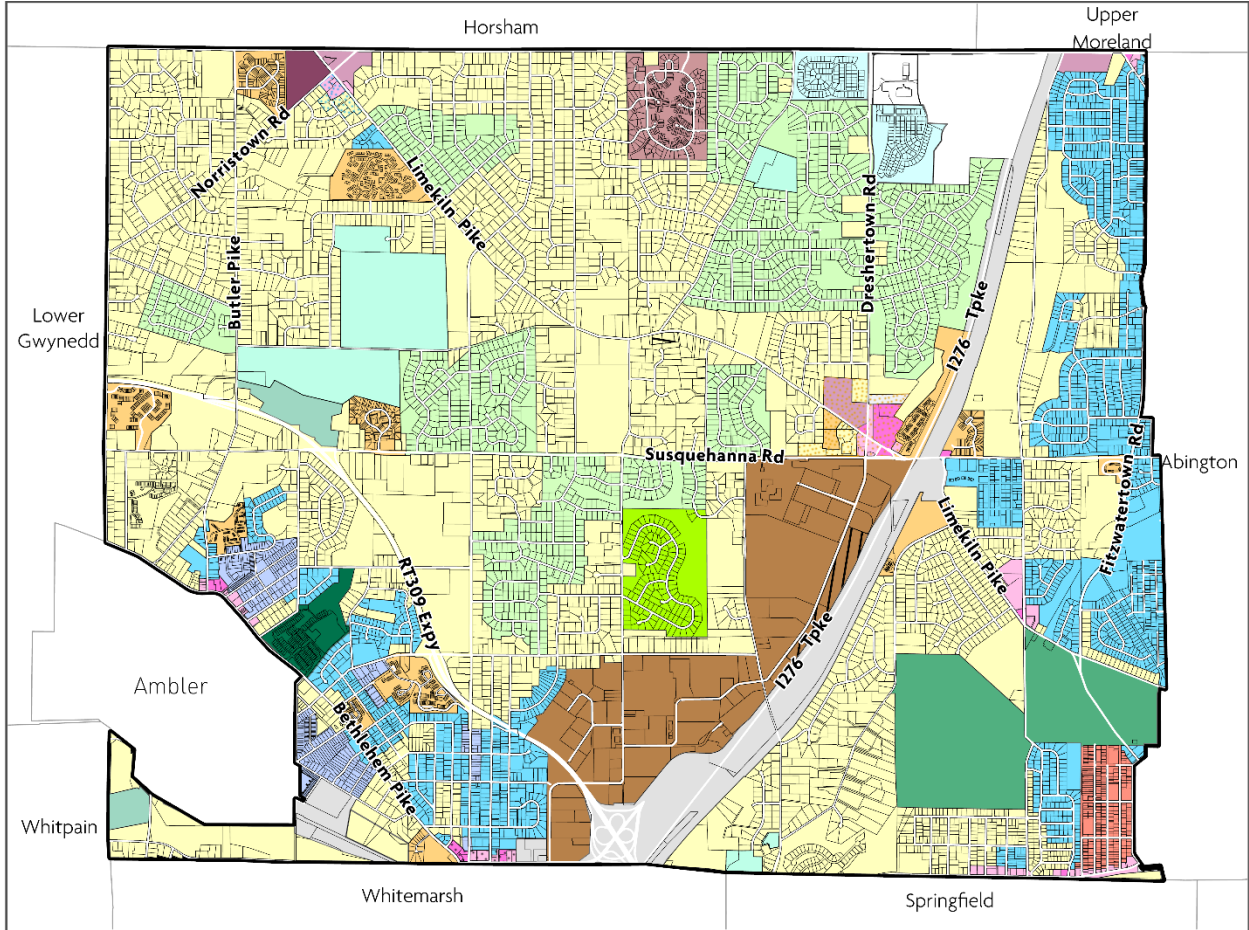 Horsham
Upper
Moreland
Norristown Rd
Limekiln Pike
Butler Pike
Dreshertown Rd
I276 Tpke
Lower
Gwynedd
Susquehanna Rd
Abington
Fitzwatertown Rd
Limekiln Pike
RT309 Expy
I276 Tpke
Ambler
Bethlehem Pike
Whitpain
Whitemarsh
Springfield